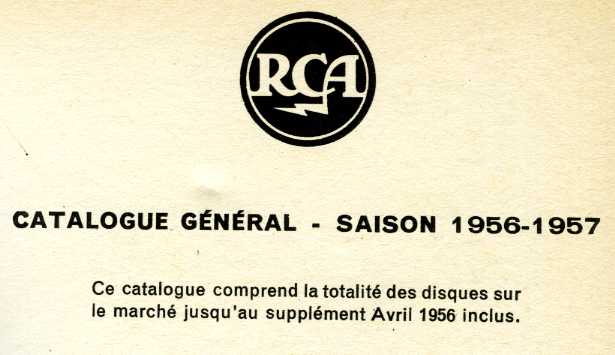 RCA
CATALOGUE GÉNÉRAL - SAISON 1956-1957
Ce catalogue comprend la totalité des disques sur
le marché jusqu'au supplément Avril 1956 inclus.